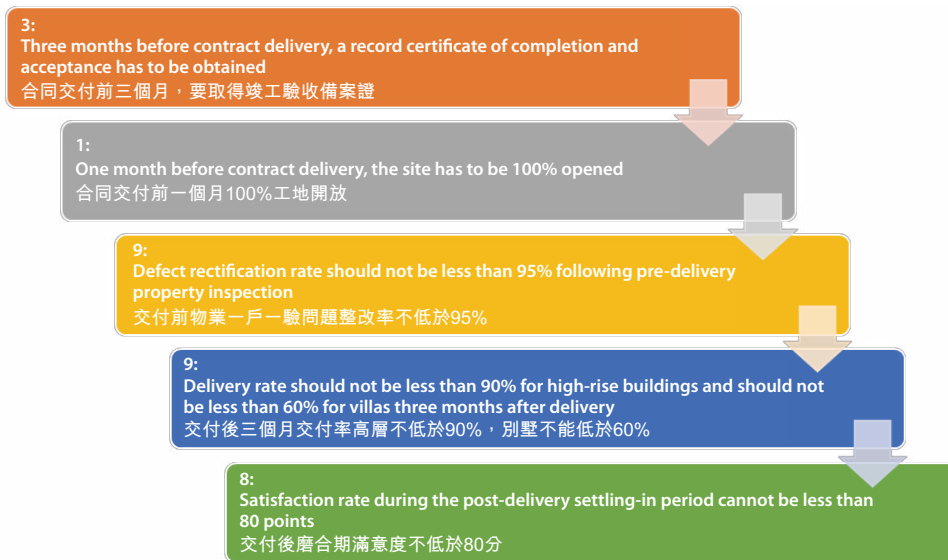 3:
Three months before contract delivery, a record certificate of completion and
acceptance has to be obtained
合同交付前三個月，要取得竣工驗收備案證
1:
One month before contract delivery, the site has to be 100% opened
合同交付前一個月100%工地開放
9:
Defect rectification rate should not be less than 95% following pre-delivery
property inspection
交付前物業一戶一驗問題整改率不低於95%
9:
Delivery rate should not be less than 90% for high-rise buildings and should not
be less than 60% for villas three months after delivery
交付後三個月交付率高層不低於90%，別墅不能低於60%
8:
Satisfaction rate during the post-delivery settling-in period cannot be less than
80 points
交付後磨合期滿意度不低於80分